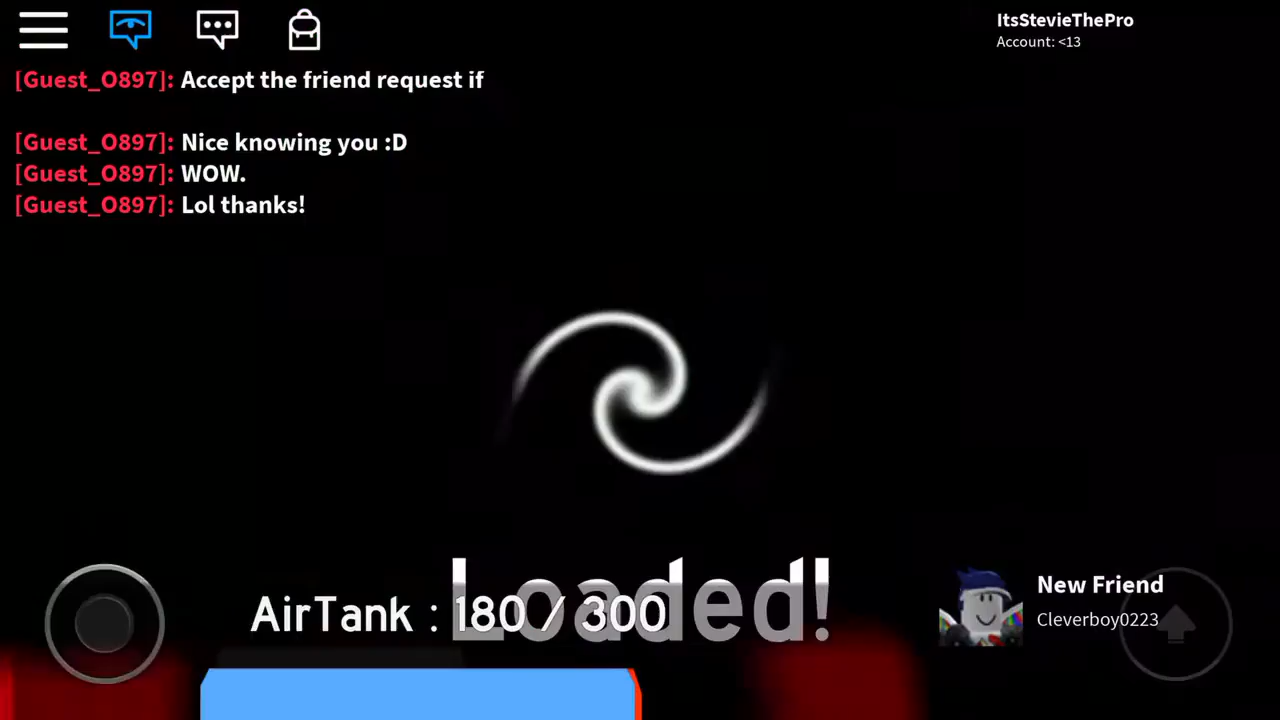 ItsStevieThePro
Account: <13
[Guest_O897]: Accept the friend request if
[Guest_O897]: Nice knowing you :D
[Guest_O897]: WOW.
[Guest_O897]: Lol thanks!
Loaded!
AirTank : 180 / 300
New Friend
Cleverboy0223